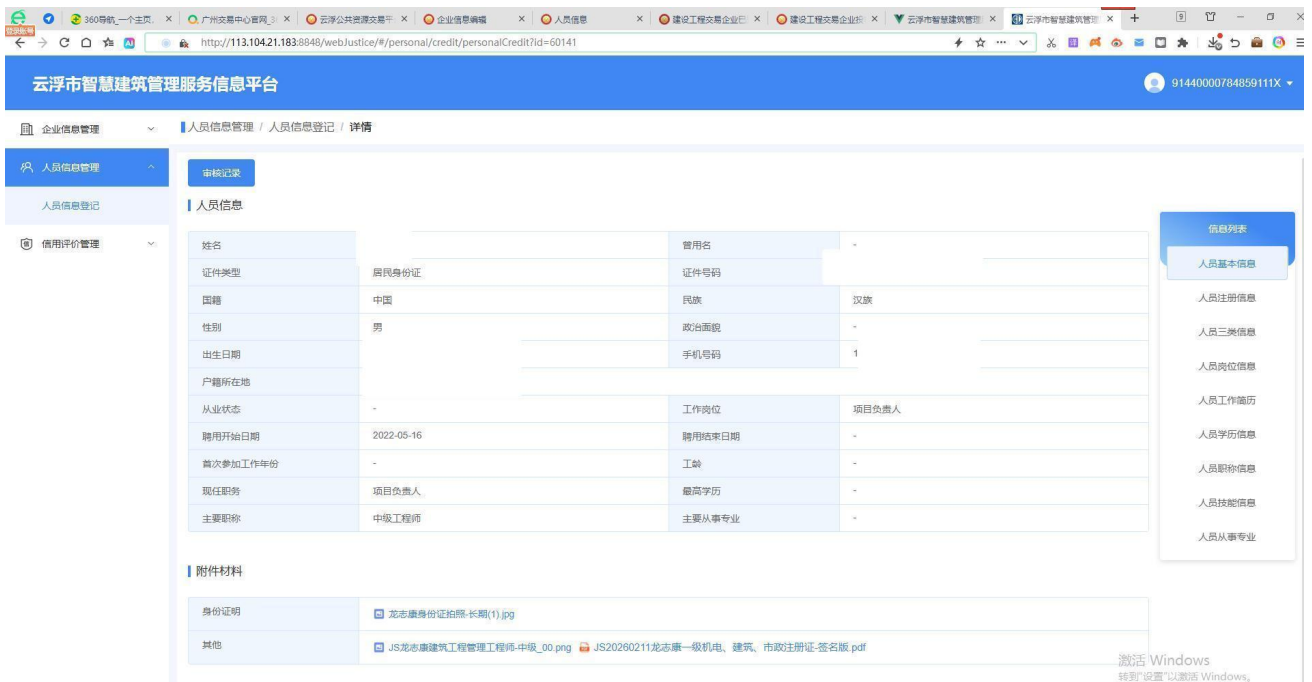 360导航_一个主页 广州交易中心官网_3 云浮公共资源交易平 企业信息编辑 人员信息 建设工程交易企业 建设工程交易企业 云浮市智慧建筑管理 云浮市智慧建筑管理 9
登录账号
http://113.104.21.183:8848/webJustice/#/personal/credit/personalCredit?id=60141
云浮市智慧建筑管理服务信息平台 91440000784859111X
企业信息管理 人员信息管理 / 人员信息登记 / 详情
人员信息管理 审核记录
人员信息登记 人员信息
信用评价管理
姓名 曾用名 -
证件类型 居民身份证 证件号码
国籍 中国 民族 汉族
性别 男 政治面貌 -
出生日期 手机号码 1
户籍所在地
从业状态 - 工作岗位 项目负责人
聘用开始日期 2022-05-16 聘用结束日期 -
首次参加工作年份 - 工龄 -
现任职务 项目负责人 最高学历 -
主要职称 中级工程师 主要从事专业 -
信息列表
人员基本信息
人员注册信息
人员三类信息
人员岗位信息
人员工作简历
人员学历信息
人员职称信息
人员技能信息
人员从事专业
附件材料
身份证明 龙志康身份证拍照-长期(1).jpg
其他 JS龙志康建筑工程管理工程师-中级_00.png JS20260211龙志康一级机电、建筑、市政注册证-签名版.pdf
激活 Windows
转到"设置"以激活 Windows。